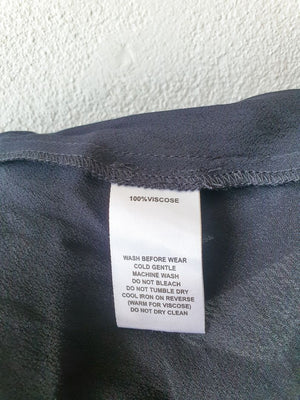 100%VISCOSE
WASH BEFORE WEAR
COLD GENTLE
MACHINE WASH
DO NOT BLEACH
DO NOT TUMBLE DRY
COOL IRON ON REVERSE
(WARM FOR VISCOSE)
DO NOT DRY CLEAN